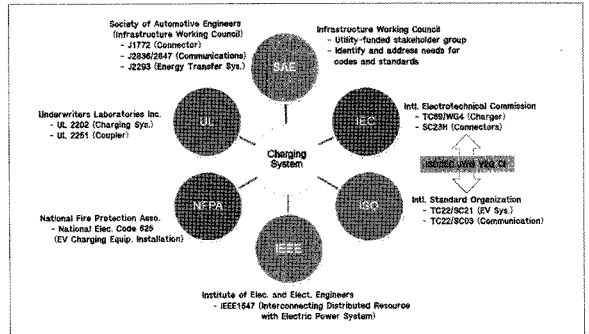 Society of Automotive Engineers
(Infrastructure Working Council)
- J1772 (Connector)
- J2836/2847 (Communications)
- J2293 (Energy Transfer Sys.)
Infrastructure Working Council
- Utility-funded stakeholder group
- Identify and address needs for
codes and standards
SAE
Underwriters Laboratories Inc.
- UL 2202 (Charging Sys.)
- UL 2251 (Coupler)
UL
IEC
Intl. Electrotechnical Commission
- TC69/WG4 (Charger)
- SC23H (Connectors)
Charging
System
ISO/IEC JWG V2G CI
NFPA
ISO
National Fire Protection Asso.
- National Elec. Code 625
(EV Charging Equip. Installation)
Intl. Standard Organization
- TC22/SC21 (EV Sys.)
- TC22/SC03 (Communication)
IEEE
Institute of Elec. and Elect. Engineers
- IEEE1547 (Interconnecting Distributed Resource
with Electric Power System)